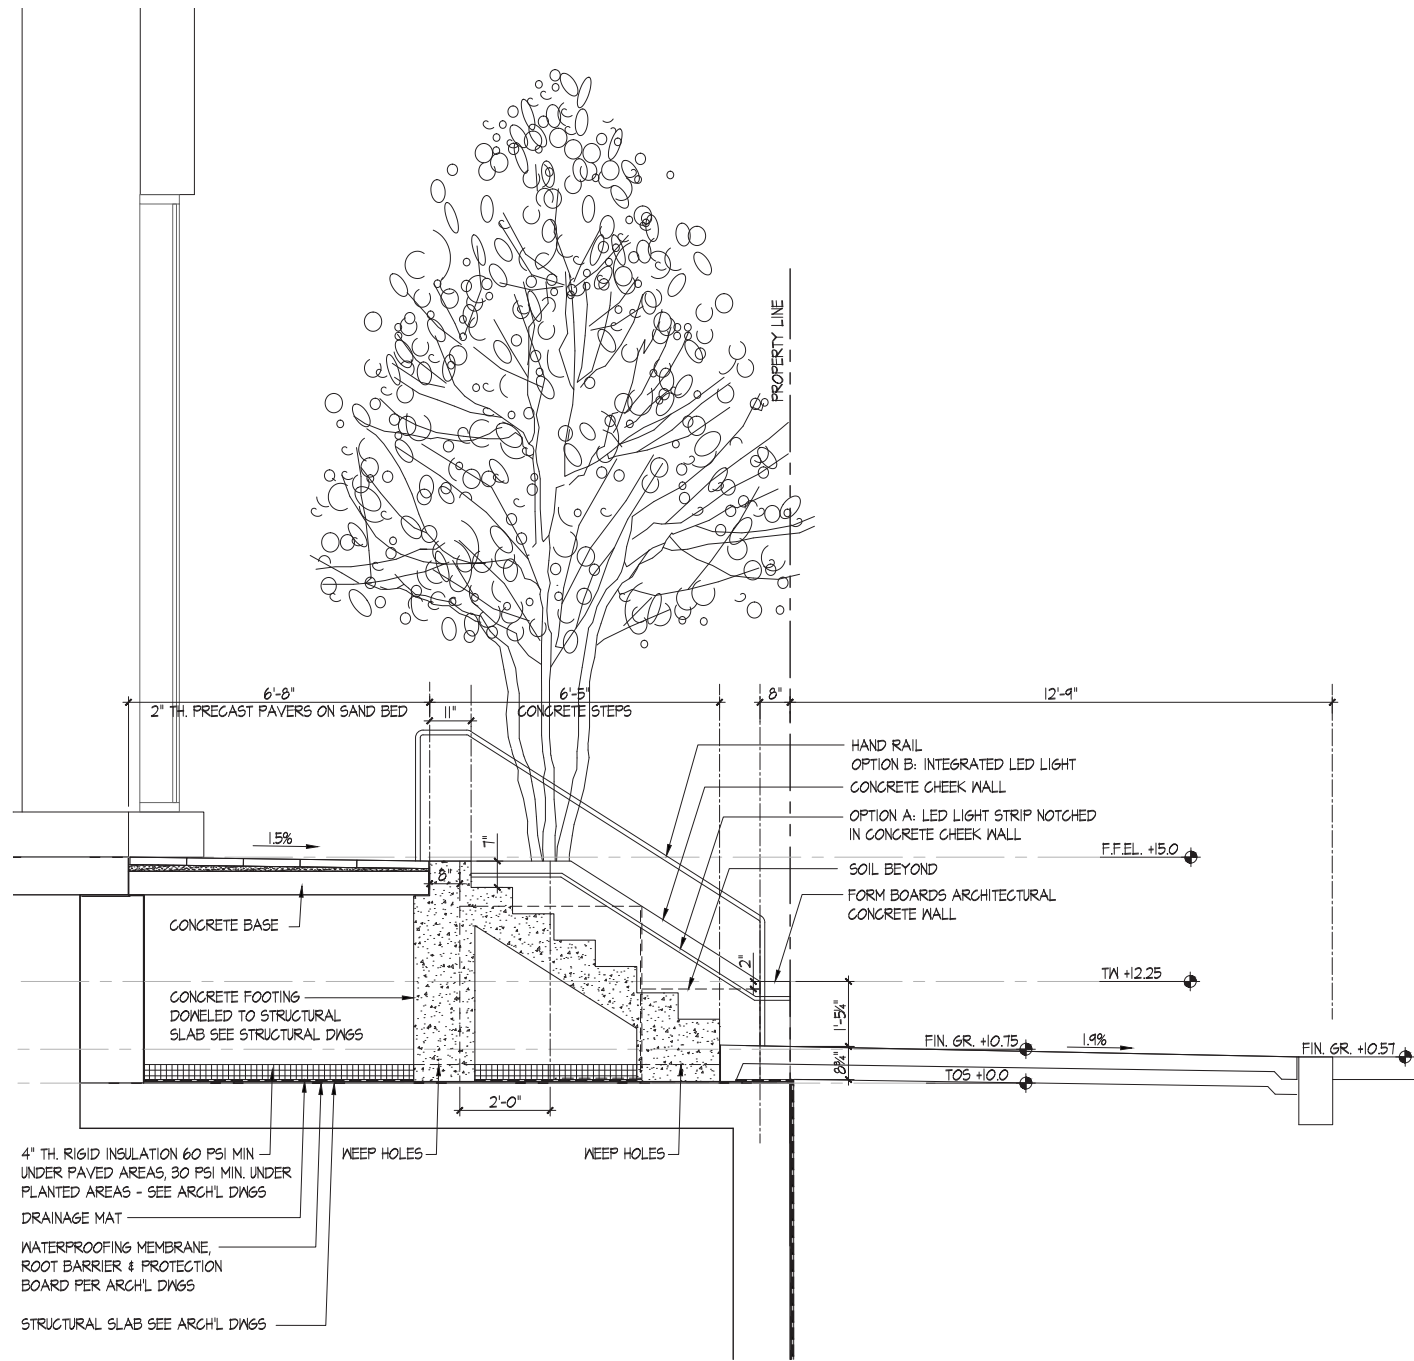 PROPERTY LINE
6'-8"
6'-5"
8"
12'-9"
2" TH. PRECAST PAVERS ON SAND BED
11"
CONCRETE STEPS
HAND RAIL
OPTION B: INTEGRATED LED LIGHT
CONCRETE CHEEK WALL
OPTION A: LED LIGHT STRIP NOTCHED
IN CONCRETE CHEEK WALL
1.5%
7"
F.F.EL. +15.0
8"
SOIL BEYOND
FORM BOARDS ARCHITECTURAL
CONCRETE WALL
CONCRETE BASE
2"
TW +12.25
CONCRETE FOOTING
DOWELED TO STRUCTURAL
SLAB SEE STRUCTURAL DWGS
1'-5¼"
FIN. GR. +10.75
1.9%
FIN. GR. +10.57
8¾"
TOS +10.0
2'-0"
4" TH. RIGID INSULATION 60 PSI MIN
UNDER PAVED AREAS, 30 PSI MIN. UNDER
PLANTED AREAS - SEE ARCH'L DWGS
WEEP HOLES
WEEP HOLES
DRAINAGE MAT
WATERPROOFING MEMBRANE,
ROOT BARRIER & PROTECTION
BOARD PER ARCH'L DWGS
STRUCTURAL SLAB SEE ARCH'L DWGS